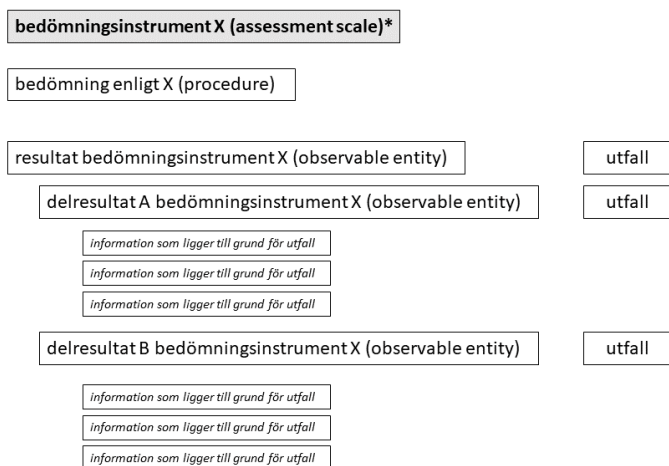 bedömningsinstrument X (assessment scale)*
bedömning enligt X (procedure)
resultat bedömningsinstrument X (observable entity) utfall
delresultat A bedömningsinstrument X (observable entity) utfall
information som ligger till grund för utfall
information som ligger till grund för utfall
information som ligger till grund för utfall
delresultat B bedömningsinstrument X (observable entity) utfall
information som ligger till grund för utfall
information som ligger till grund för utfall
information som ligger till grund för utfall